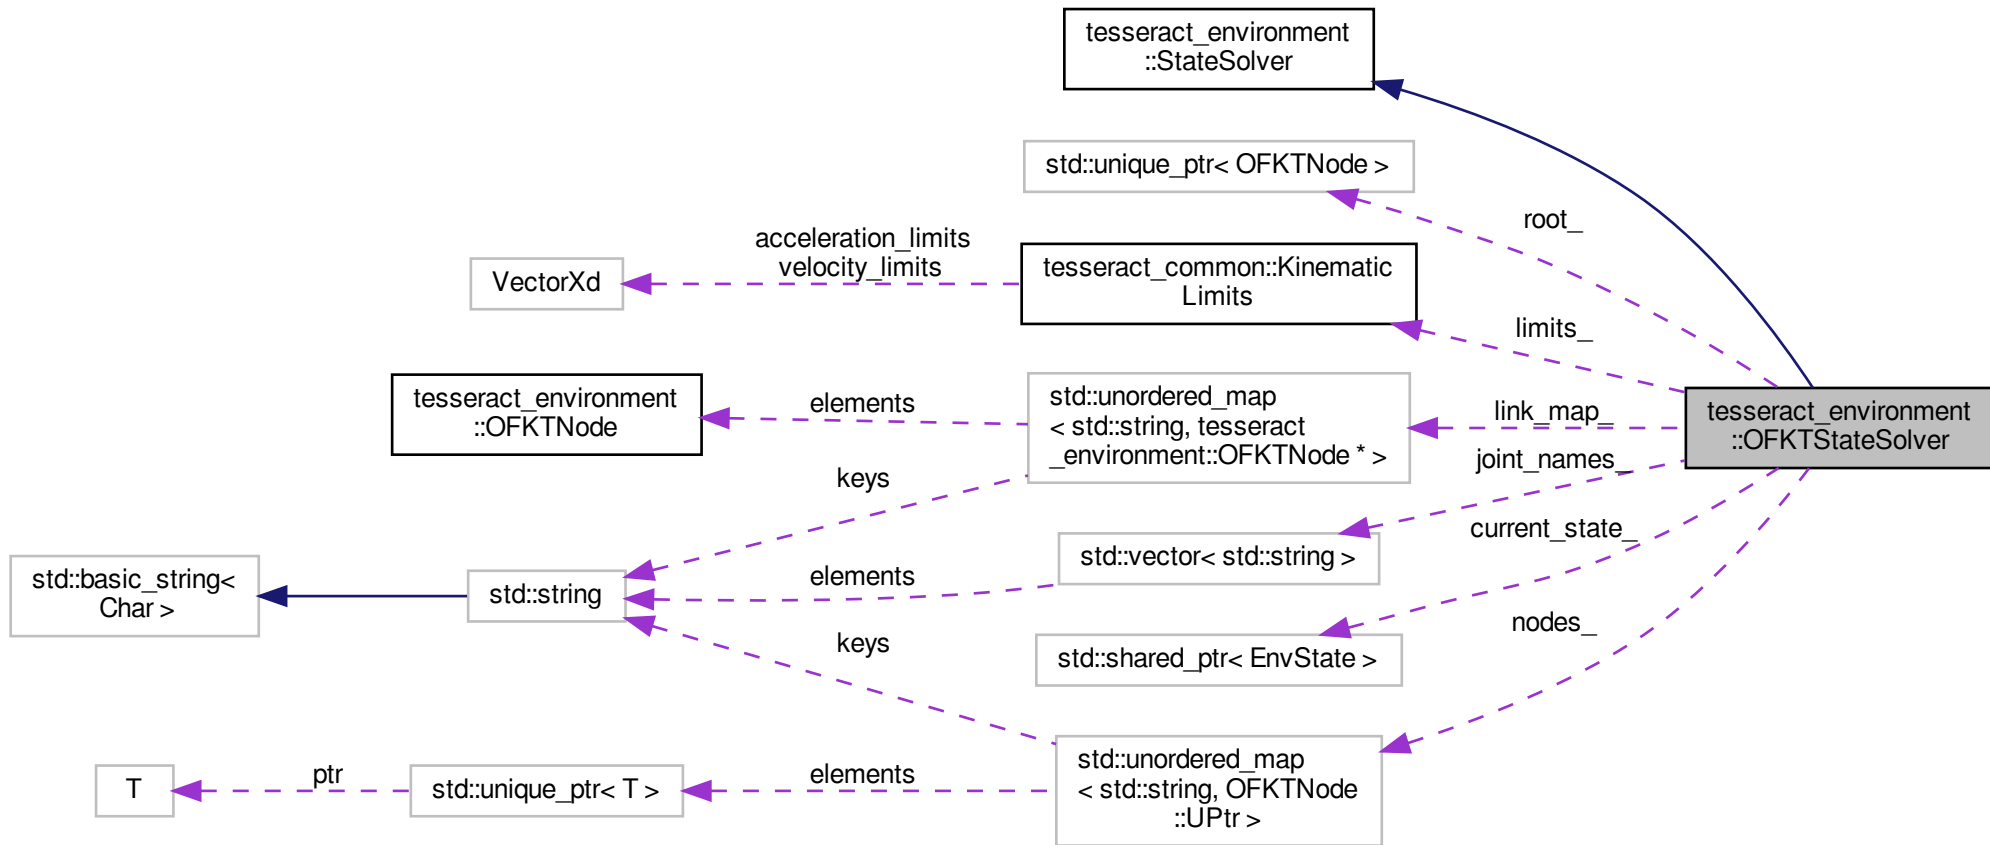 tesseract_environment
::StateSolver
std::unique_ptr< OFKTNode >
root_
acceleration_limits
velocity_limits
VectorXd
tesseract_common::Kinematic
Limits
limits_
tesseract_environment
::OFKTNode
elements
std::unordered_map
< std::string, tesseract
_environment::OFKTNode * >
link_map_
tesseract_environment
::OFKTStateSolver
joint_names_
keys
current_state_
std::vector< std::string >
elements
std::basic_string<
Char >
std::string
keys
std::shared_ptr< EnvState >
nodes_
T
ptr
std::unique_ptr< T >
elements
std::unordered_map
< std::string, OFKTNode
::UPtr >